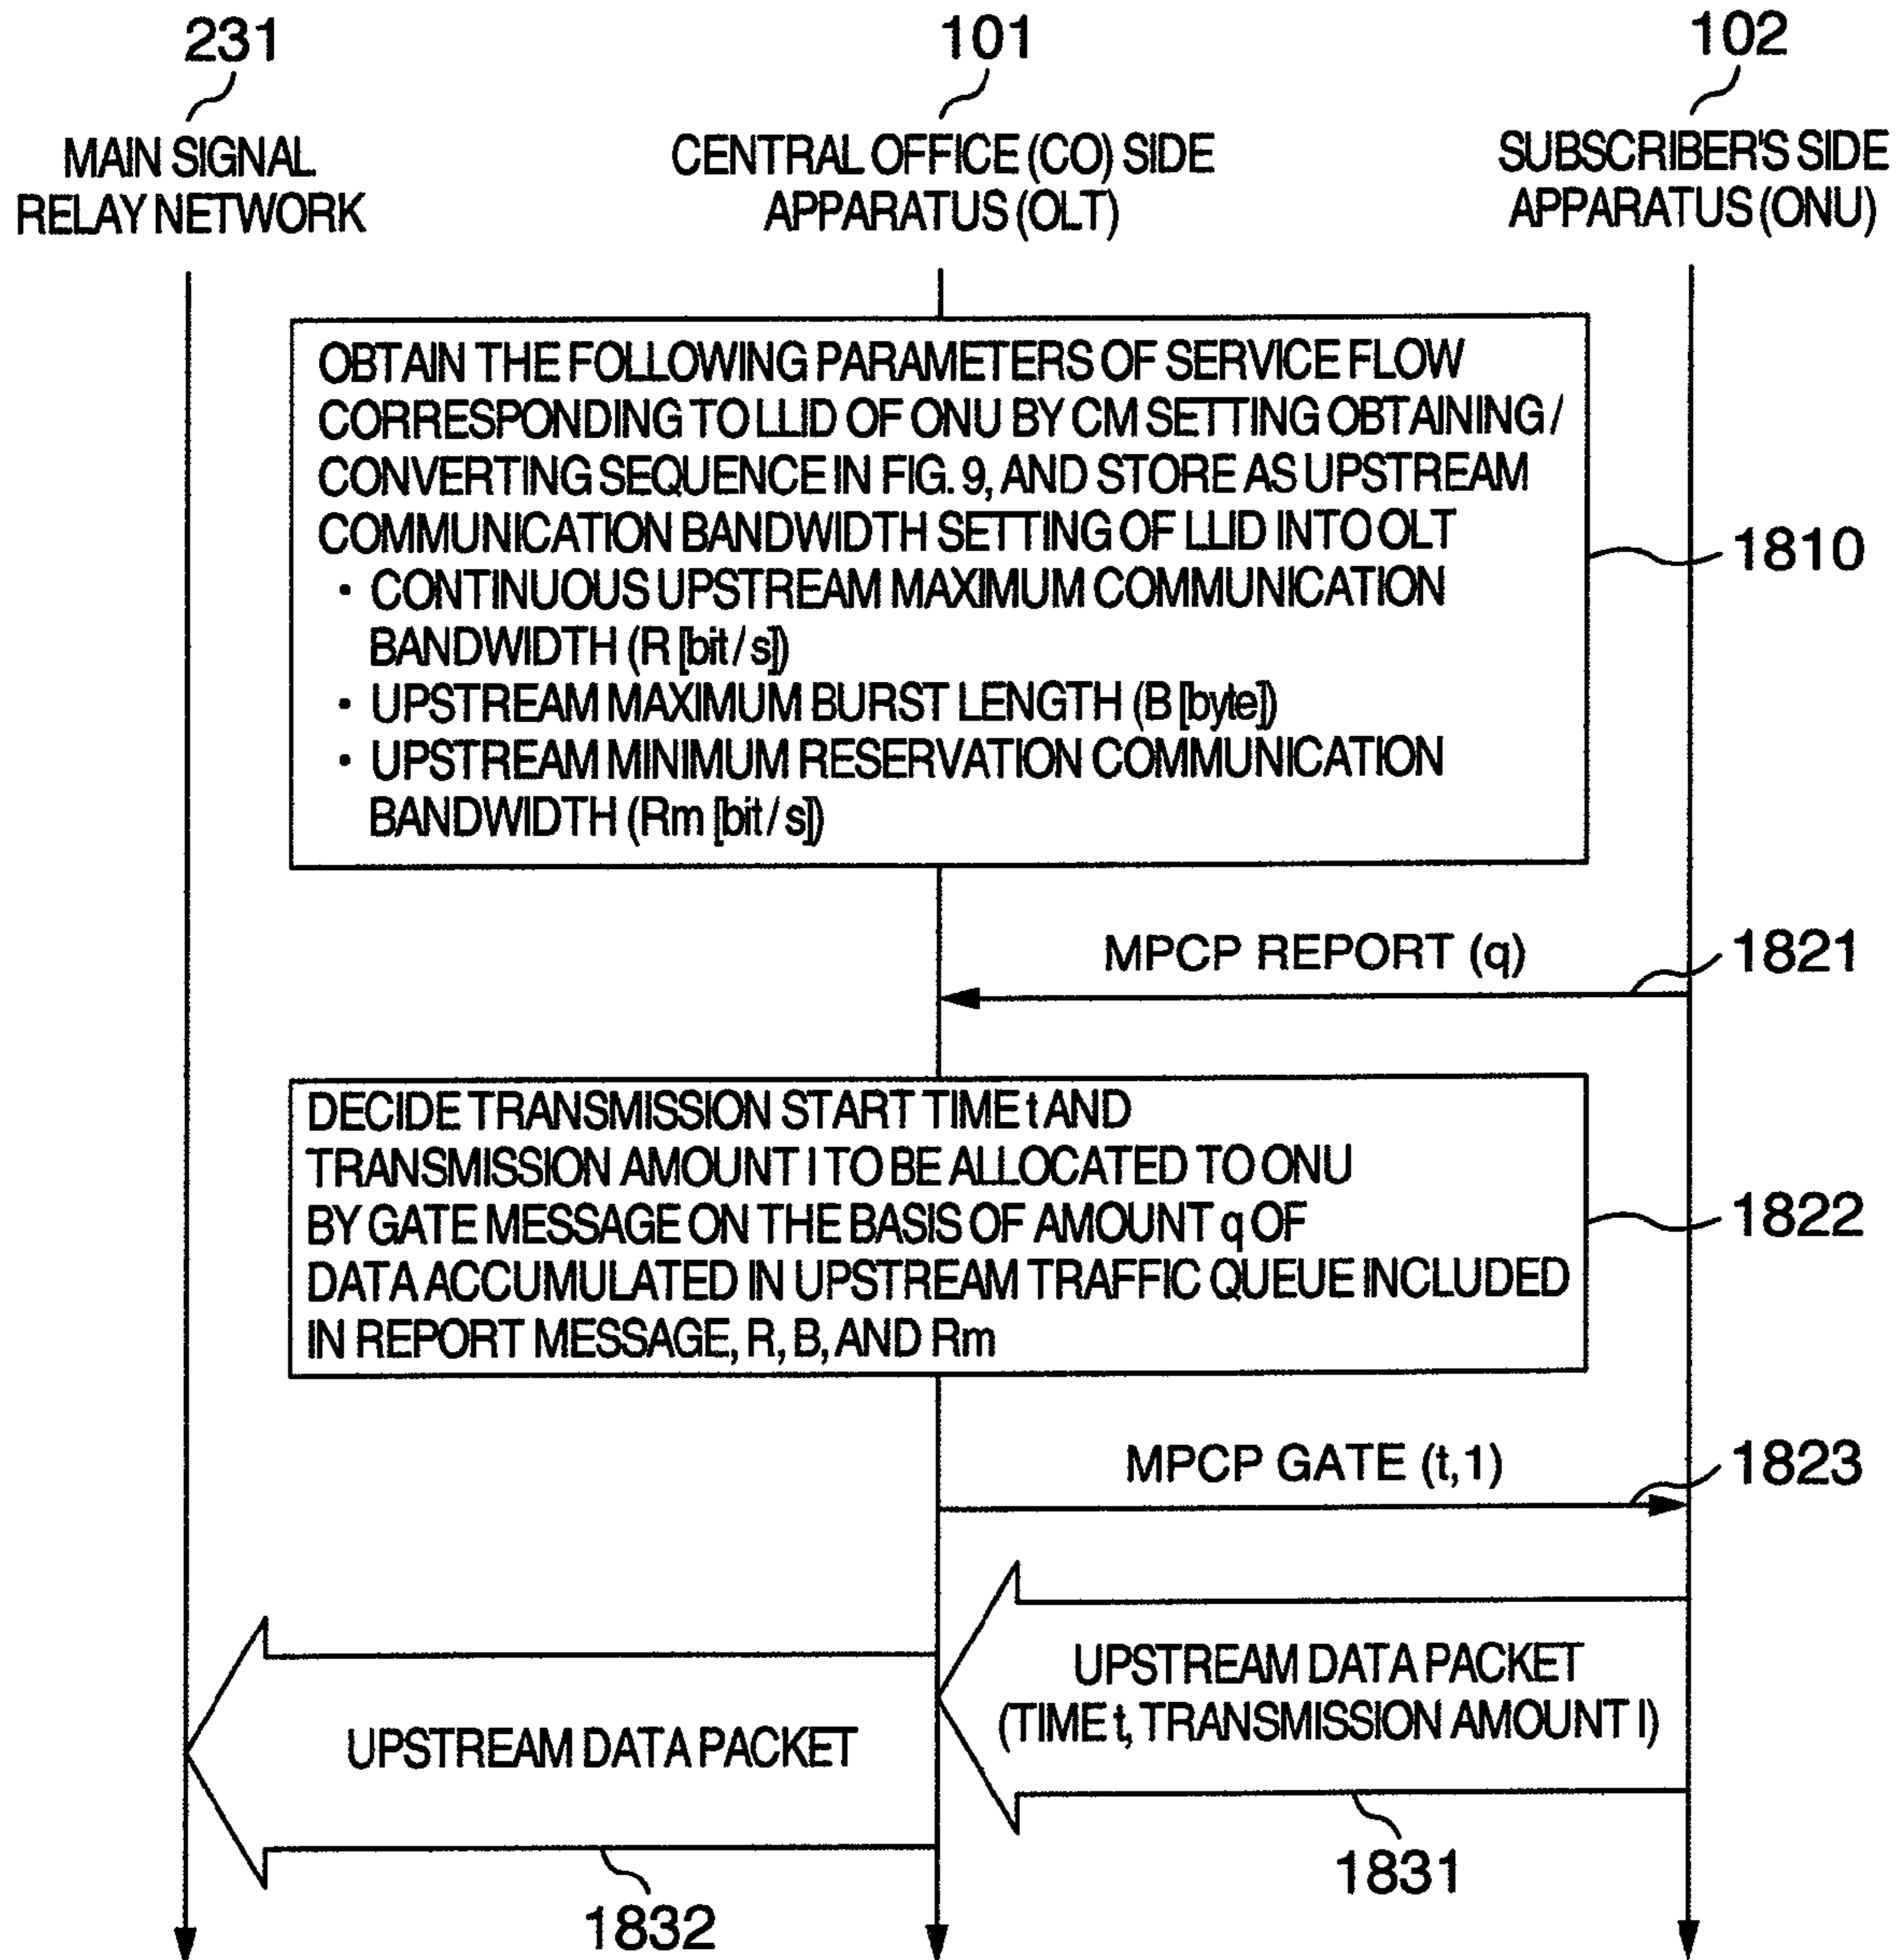 231
101
102
MAIN SIGNAL
RELAY NETWORK
CENTRAL OFFICE (CO) SIDE
APPARATUS (OLT)
SUBSCRIBER'S SIDE
APPARATUS (ONU)
OBTAIN THE FOLLOWING PARAMETERS OF SERVICE FLOW
CORRESPONDING TO LLID OF ONU BY CM SETTING OBTAINING /
CONVERTING SEQUENCE IN FIG. 9, AND STORE AS UPSTREAM
COMMUNICATION BANDWIDTH SETTING OF LLID INTO OLT
· CONTINUOUS UPSTREAM MAXIMUM COMMUNICATION
BANDWIDTH (R [bit / s])
· UPSTREAM MAXIMUM BURST LENGTH (B [byte])
· UPSTREAM MINIMUM RESERVATION COMMUNICATION
BANDWIDTH (Rm [bit / s])
1810
MPCP REPORT (q)
1821
DECIDE TRANSMISSION START TIME t AND
TRANSMISSION AMOUNT l TO BE ALLOCATED TO ONU
BY GATE MESSAGE ON THE BASIS OF AMOUNT q OF
DATA ACCUMULATED IN UPSTREAM TRAFFIC QUEUE INCLUDED
IN REPORT MESSAGE, R, B, AND Rm
1822
MPCP GATE (t, 1)
1823
UPSTREAM DATA PACKET
(TIME t, TRANSMISSION AMOUNT l)
UPSTREAM DATA PACKET
1831
1832